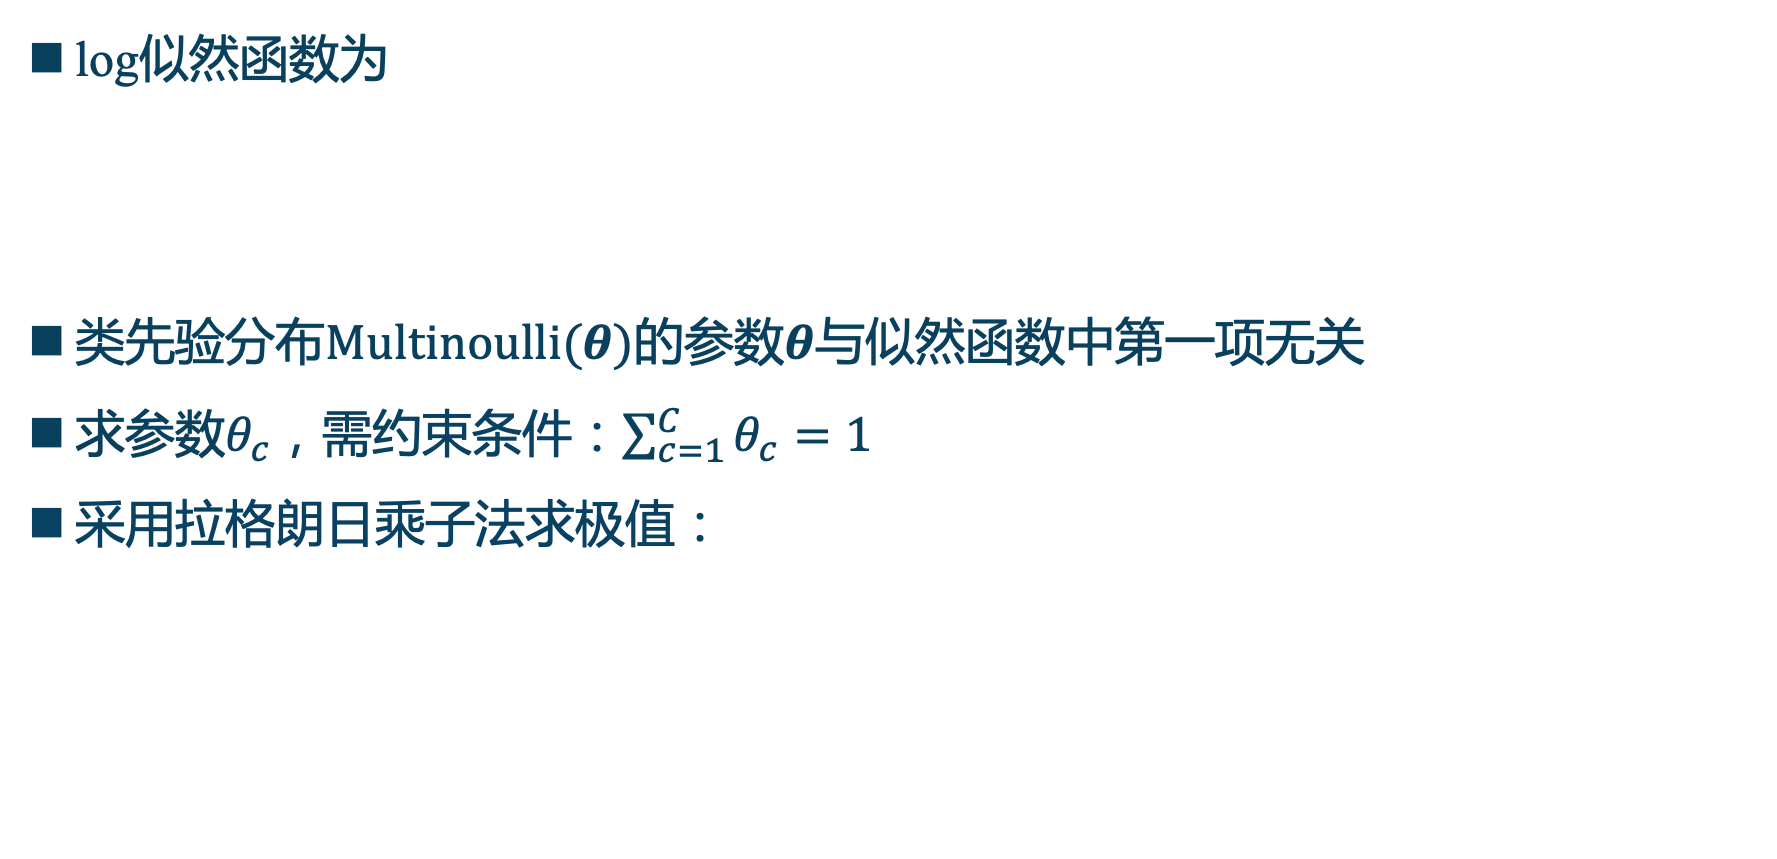 ■ log似然函数为
■ 类先验分布Multinoulli(𝜽)的参数𝜽与似然函数中第一项无关
■ 求参数𝜃_c，需约束条件：∑_{c=1}^{C} 𝜃_c = 1
■ 采用拉格朗日乘子法求极值：